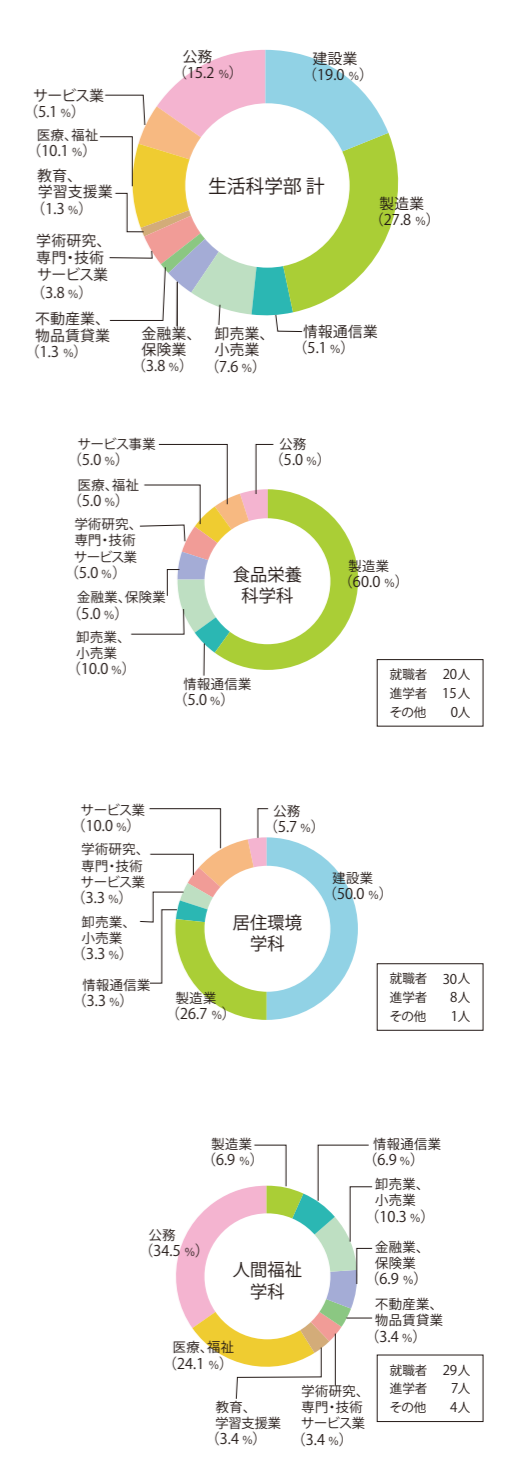 公務
(15.2 %)
建設業
(19.0 %)
サービス業
(5.1 %)
医療、福祉
(10.1 %)
教育、
学習支援業
(1.3 %)
学術研究、
専門・技術
サービス業
(3.8 %)
不動産業、
物品賃貸業
(1.3 %)
金融業、
保険業
(3.8 %)
卸売業、
小売業
(7.6 %)
情報通信業
(5.1 %)
製造業
(27.8 %)
生活科学部 計
サービス事業
(5.0 %)
公務
(5.0 %)
医療、福祉
(5.0 %)
学術研究、
専門・技術
サービス業
(5.0 %)
金融業、保険業
(5.0 %)
卸売業、
小売業
(10.0 %)
情報通信業
(5.0 %)
製造業
(60.0 %)
食品栄養
科学科
就職者 20人
進学者 15人
その他 0人
サービス業
(10.0 %)
公務
(5.7 %)
学術研究、
専門・技術
サービス業
(3.3 %)
卸売業、
小売業
(3.3 %)
情報通信業
(3.3 %)
製造業
(26.7 %)
建設業
(50.0 %)
居住環境
学科
就職者 30人
進学者 8人
その他 1人
製造業
(6.9 %)
情報通信業
(6.9 %)
卸売業、
小売業
(10.3 %)
金融業、
保険業
(6.9 %)
不動産業、
物品賃貸業
(3.4 %)
公務
(34.5 %)
人間福祉
学科
医療、福祉
(24.1 %)
教育、
学習支援業
(3.4 %)
学術研究、
専門・技術
サービス業
(3.4 %)
就職者 29人
進学者 7人
その他 4人